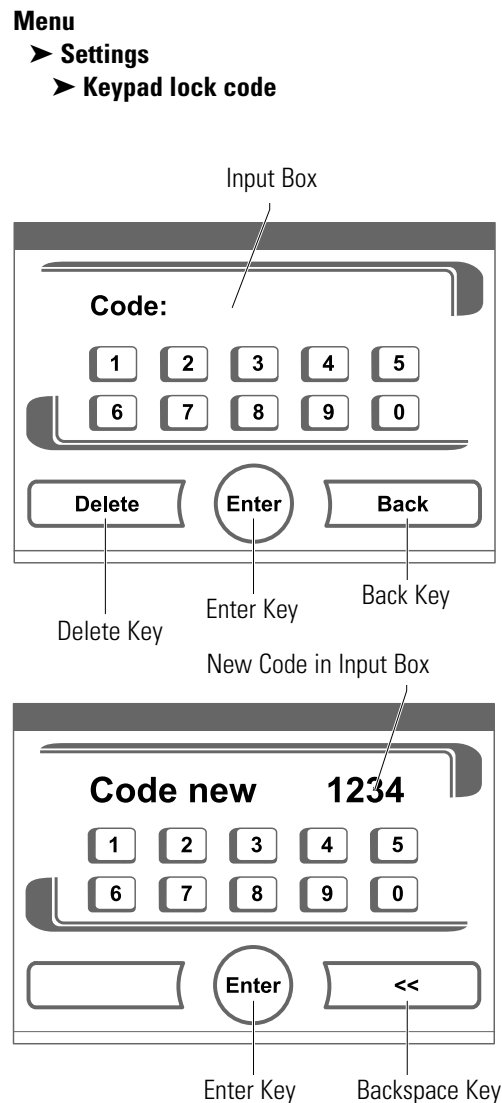 Menu
➤ Settings
➤ Keypad lock code
Input Box
Code:
1 2 3 4 5
6 7 8 9 0
Delete Enter Back
Delete Key
Enter Key
Back Key
New Code in Input Box
Code new 1234
1 2 3 4 5
6 7 8 9 0
Enter <<
Enter Key Backspace Key